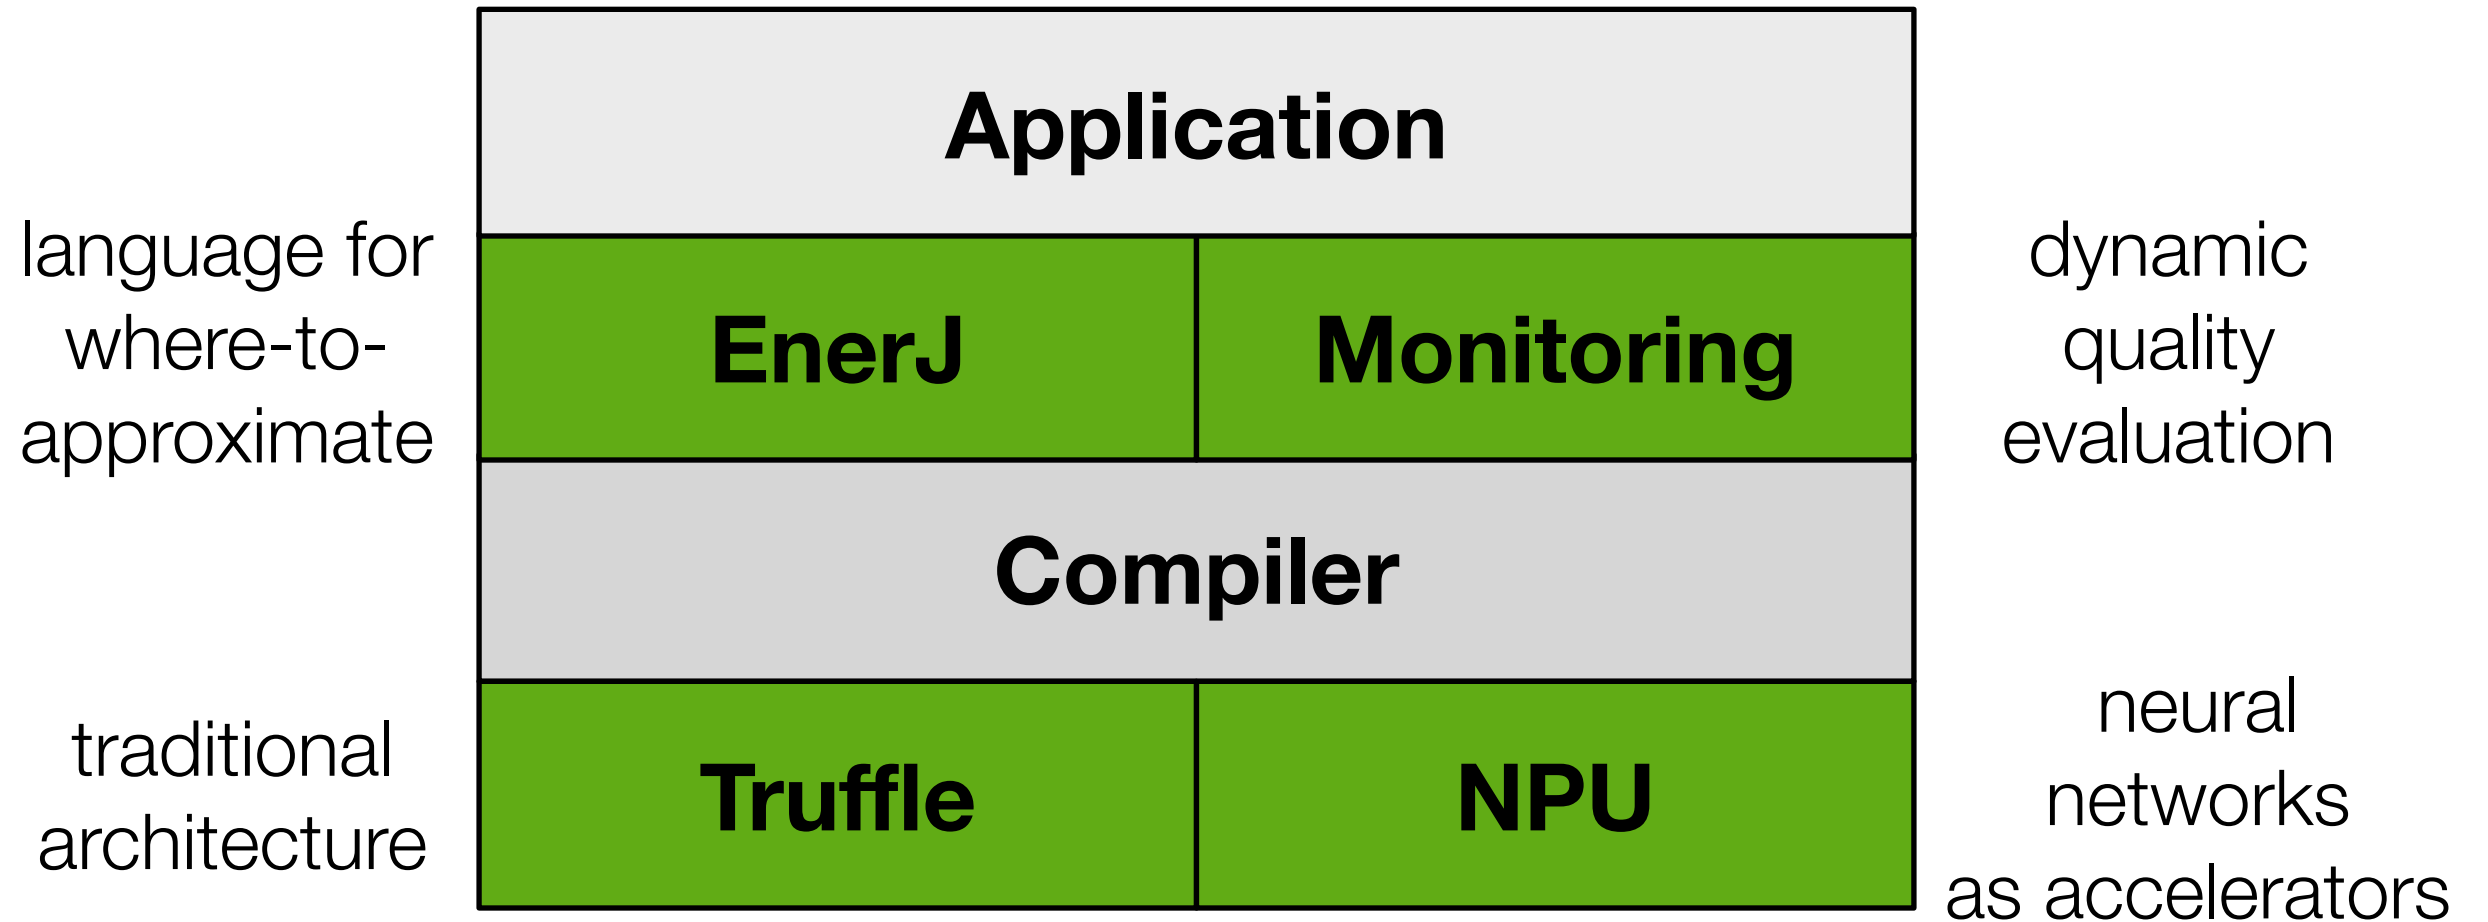 Application
language for
where-to-
approximate
EnerJ
Monitoring
dynamic
quality
evaluation
Compiler
traditional
architecture
Truffle
NPU
neural
networks
as accelerators